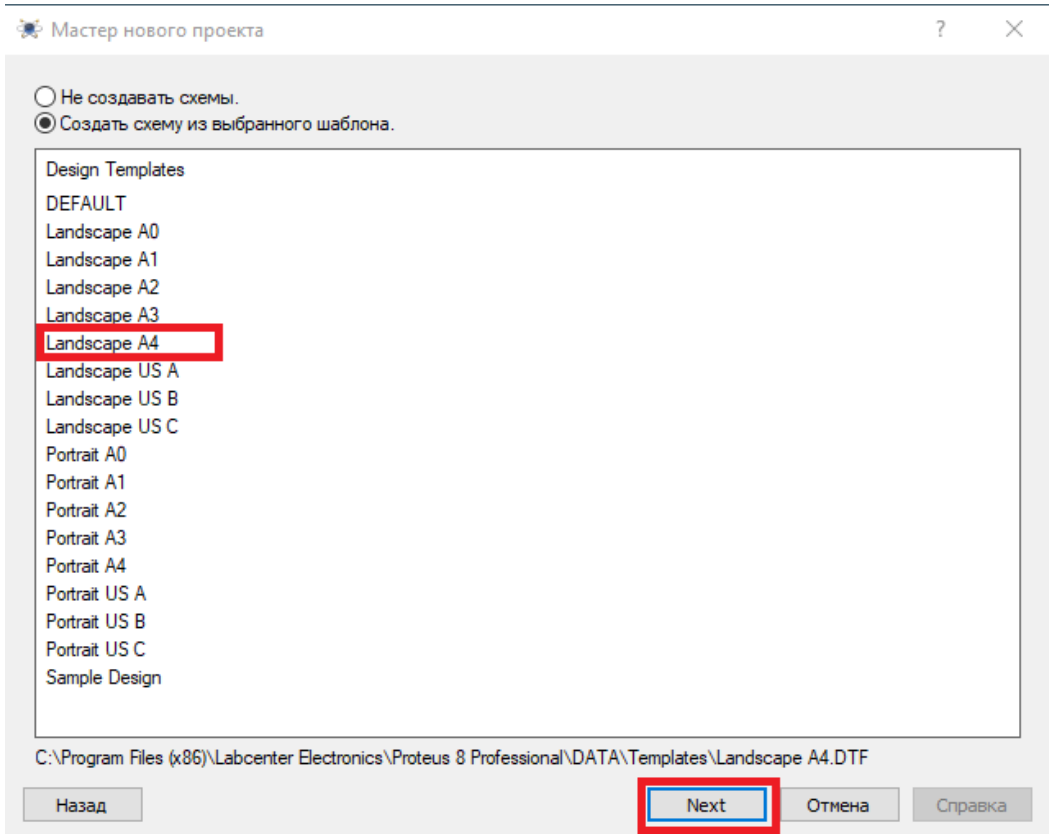 Мастер нового проекта ?
Не создавать схемы.
Создать схему из выбранного шаблона.
Design Templates
DEFAULT
Landscape A0
Landscape A1
Landscape A2
Landscape A3
Landscape A4
Landscape US A
Landscape US B
Landscape US C
Portrait A0
Portrait A1
Portrait A2
Portrait A3
Portrait A4
Portrait US A
Portrait US B
Portrait US C
Sample Design
C:\Program Files (x86)\Labcenter Electronics\Proteus 8 Professional\DATA\Templates\Landscape A4.DTF
Назад Next Отмена Справка